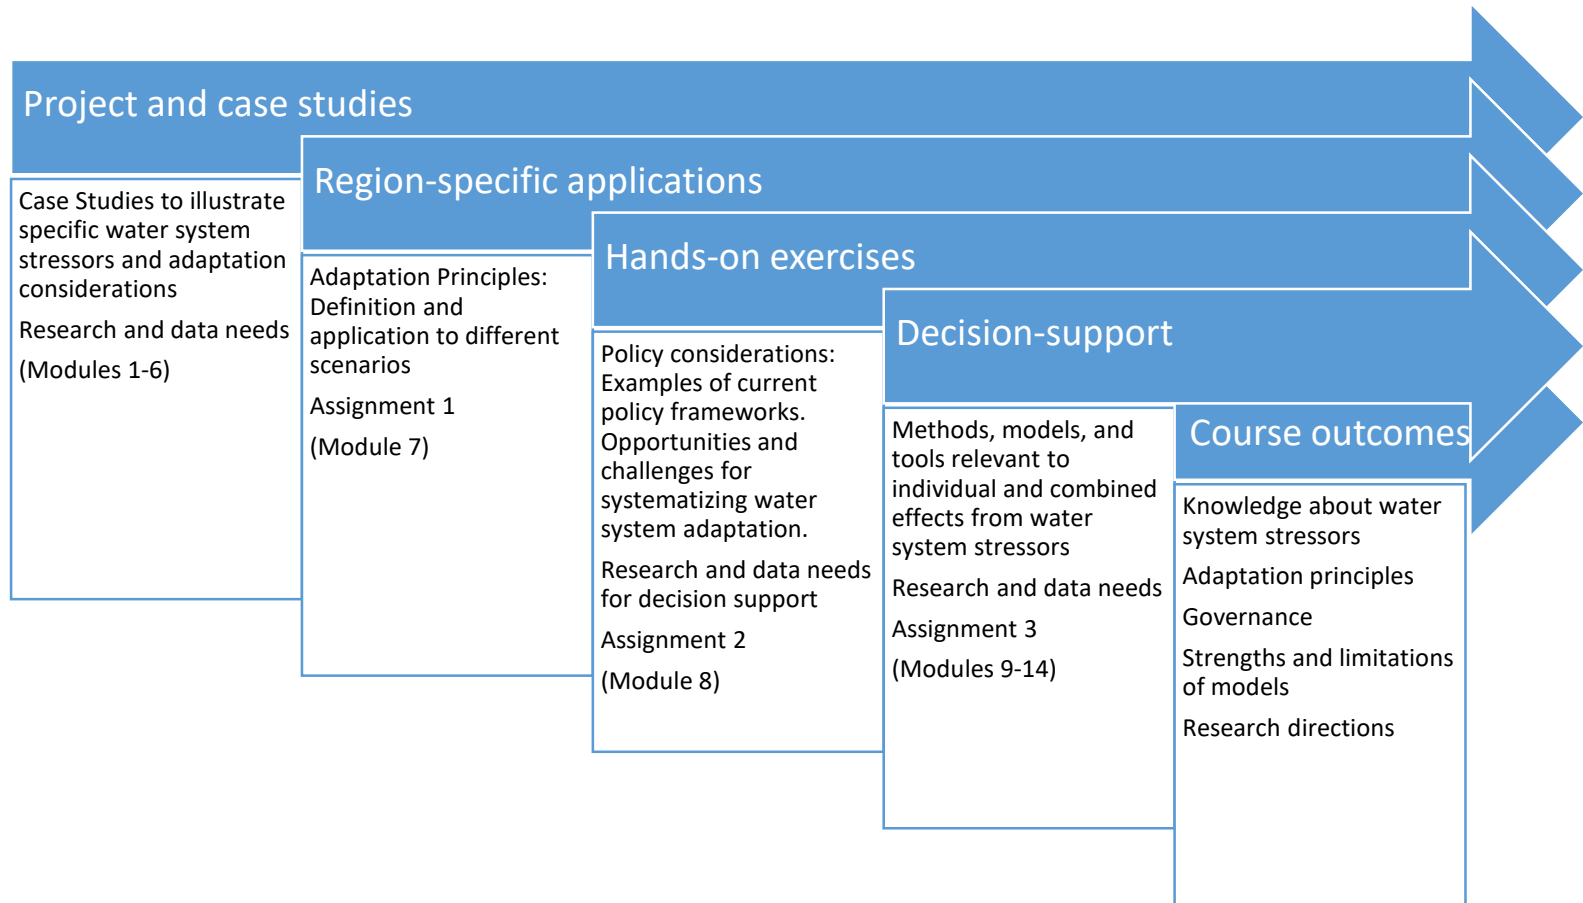 Project and case studies
Case Studies to illustrate
specific water system
stressors and adaptation
considerations
Research and data needs
(Modules 1-6)
Region-specific applications
Adaptation Principles:
Definition and
application to different
scenarios
Assignment 1
(Module 7)
Hands-on exercises
Policy considerations:
Examples of current
policy frameworks.
Opportunities and
challenges for
systematizing water
system adaptation.
Research and data needs
for decision support
Assignment 2
(Module 8)
Decision-support
Methods, models, and
tools relevant to
individual and combined
effects from water
system stressors
Research and data needs
Assignment 3
(Modules 9-14)
Course outcomes
Knowledge about water
system stressors
Adaptation principles
Governance
Strengths and limitations
of models
Research directions